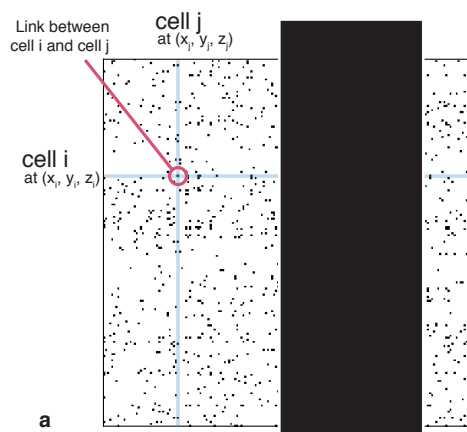 Link between
cell i and cell j
cell j
at (xⱼ, yⱼ, zⱼ)
cell i
at (xᵢ, yᵢ, zᵢ)
a